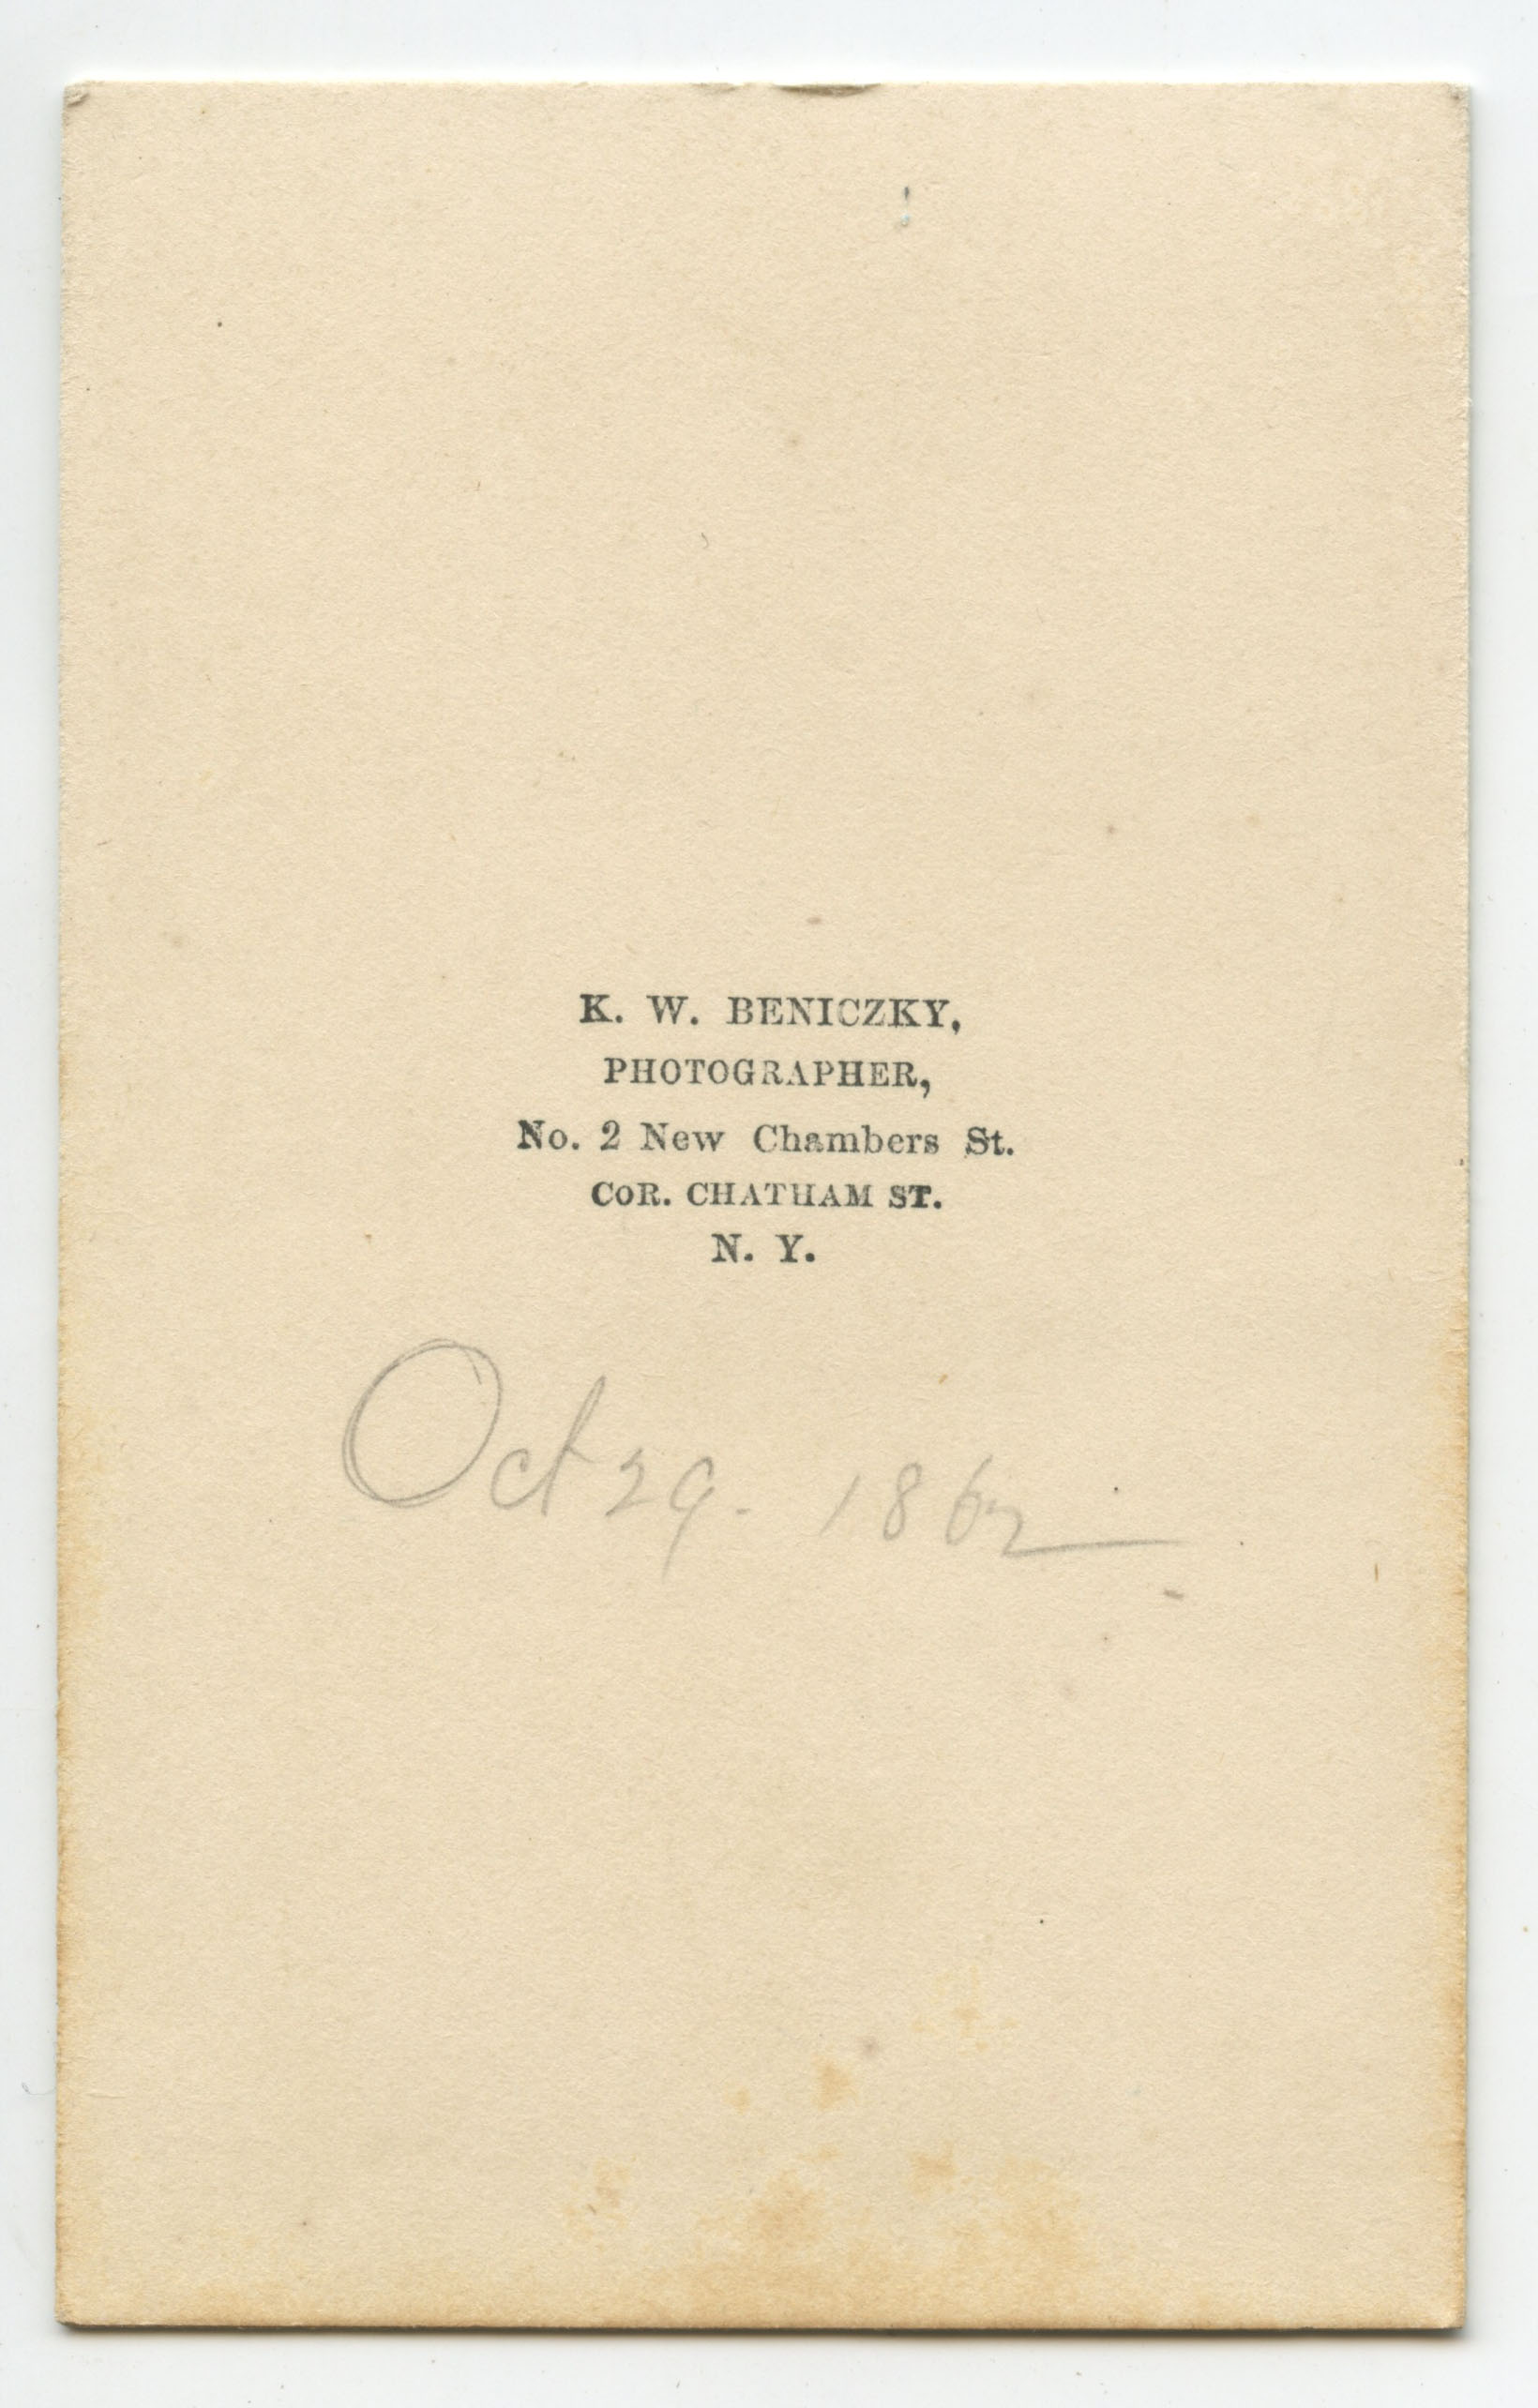 K. W. BENICZKY,
PHOTOGRAPHER,
No. 2 New Chambers St.
COR. CHATHAM ST.
N. Y.
Oct 29. 1862